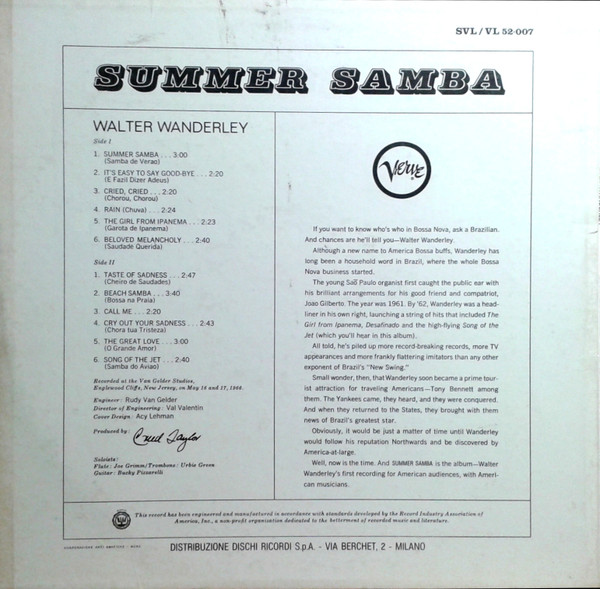 SVL / VL 52-007
SUMMER SAMBA
WALTER WANDERLEY
Side I
1. SUMMER SAMBA . . . 3:00
(Samba de Verao)
2. IT'S EASY TO SAY GOOD-BYE . . . 2:20
(E Fazil Dizer Adeus)
3. CRIED, CRIED . . . 2:20
(Chorou, Chorou)
4. RAIN (Chuva) . . . 2:24
5. THE GIRL FROM IPANEMA . . . 2:23
(Garota de Ipanema)
6. BELOVED MELANCHOLY . . . 2:40
(Saudade Querida)
Side II
1. TASTE OF SADNESS . . . 2:47
(Cheiro de Saudades)
2. BEACH SAMBA . . . 3:40
(Bossa na Praia)
3. CALL ME . . . 2:20
4. CRY OUT YOUR SADNESS . . . 2:43
(Chora tua Tristeza)
5. THE GREAT LOVE . . . 3:00
(O Grande Amor)
6. SONG OF THE JET . . . 2:40
(Samba do Aviao)
Recorded at the Van Gelder Studios,
Englewood Cliffs, New Jersey, on May 16 and 17, 1966.
Engineer: Rudy Van Gelder
Director of Engineering: Val Valentin
Cover Design: Acy Lehman
Produced by: Creed Taylor
Soloists:
Flute: Joe Grimm/Trombone: Urbie Green
Guitar: Bucky Pizzarelli
Verve
If you want to know who's who in Bossa Nova, ask a Brazilian.
And chances are he'll tell you—Walter Wanderley.
Although a new name to America Bossa buffs, Wanderley has
long been a household word in Brazil, where the whole Bossa
Nova business started.
The young Saõ Paulo organist first caught the public ear with
his brilliant arrangements for his good friend and compatriot,
Joao Gilberto. The year was 1961. By '62, Wanderley was a head-
liner in his own right, launching a string of hits that included The
Girl from Ipanema, Desafinado and the high-flying Song of the
Jet (which you'll hear in this album).
All told, he's piled up more record-breaking records, more TV
appearances and more frankly flattering imitators than any other
exponent of Brazil's "New Swing."
Small wonder, then, that Wanderley soon became a prime tour-
ist attraction for traveling Americans—Tony Bennett among
them. The Yankees came, they heard, and they were conquered.
And when they returned to the States, they brought with them
news of Brazil's greatest star.
Obviously, it would be just a matter of time until Wanderley
would follow his reputation Northwards and be discovered by
America-at-large.
Well, now is the time. And SUMMER SAMBA is the album—Walter
Wanderley's first recording for American audiences, with Ameri-
can musicians.
This record has been engineered and manufactured in accordance with standards developed by the Record Industry Association of
America, Inc., a non-profit organization dedicated to the betterment of recorded music and literature.
DISTRIBUZIONE DISCHI RICORDI S.p.A. - VIA BERCHET, 2 - MILANO